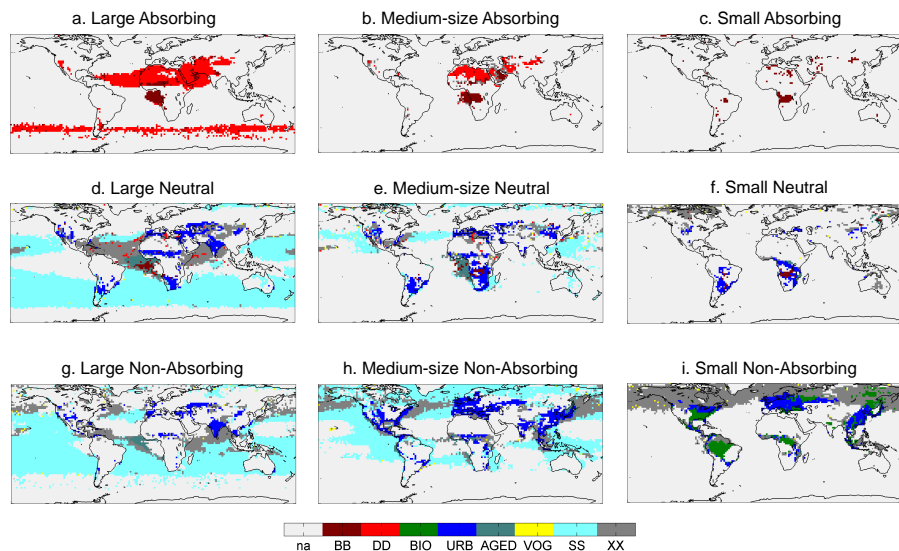 a. Large Absorbing
b. Medium-size Absorbing
c. Small Absorbing
d. Large Neutral
e. Medium-size Neutral
f. Small Neutral
g. Large Non-Absorbing
h. Medium-size Non-Absorbing
i. Small Non-Absorbing
na BB DD BIO URB AGED VOG SS XX